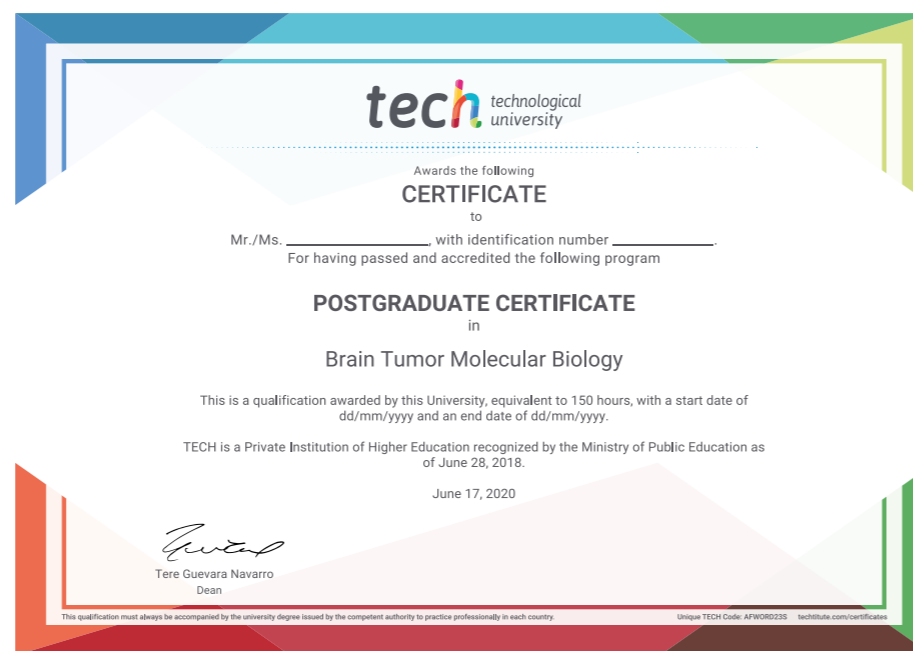 tech technological
university
Awards the following
CERTIFICATE
to
Mr./Ms. ____________________, with identification number ______________.
For having passed and accredited the following program
POSTGRADUATE CERTIFICATE
in
Brain Tumor Molecular Biology
This is a qualification awarded by this University, equivalent to 150 hours, with a start date of
dd/mm/yyyy and an end date of dd/mm/yyyy.
TECH is a Private Institution of Higher Education recognized by the Ministry of Public Education as
of June 28, 2018.
June 17, 2020
Tere Guevara Navarro
Dean
This qualification must always be accompanied by the university degree issued by the competent authority to practice professionally in each country. Unique TECH Code: AFWORD23S techtitute.com/certificates